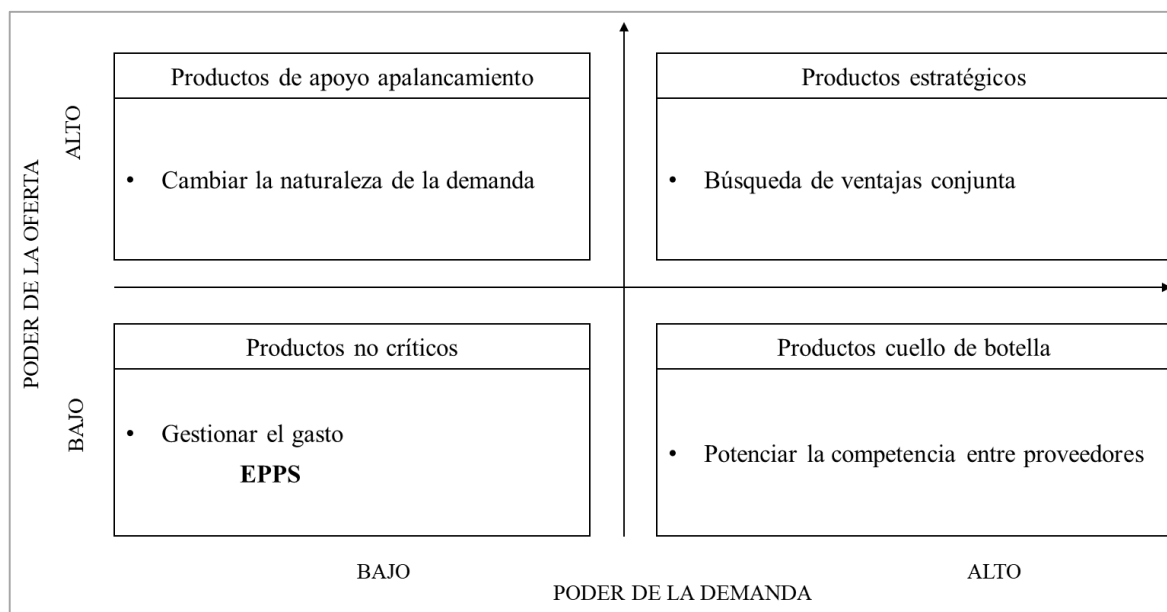 Productos de apoyo apalancamiento
• Cambiar la naturaleza de la demanda
Productos estratégicos
• Búsqueda de ventajas conjunta
PODER DE LA OFERTA
ALTO
BAJO
Productos no críticos
• Gestionar el gasto
EPPS
Productos cuello de botella
• Potenciar la competencia entre proveedores
BAJO
ALTO
PODER DE LA DEMANDA